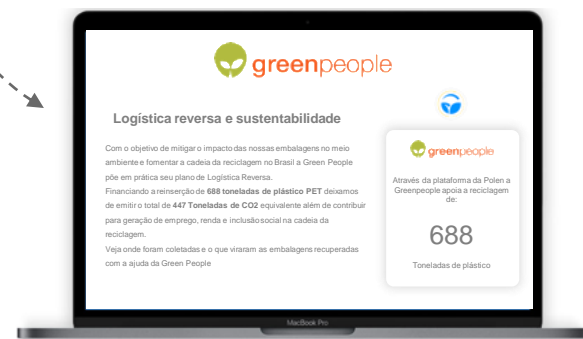 greenpeople
Logística reversa e sustentabilidade
Com o objetivo de mitigar o impacto das nossas embalagens no meio
ambiente e fomentar a cadeia da reciclagem no Brasil a Green People
põe em prática seu plano de Logística Reversa.
Financiando a reinserção de 688 toneladas de plástico PET deixamos
de emitir o total de 447 Toneladas de CO2 equivalente além de contribuir
para geração de emprego, renda e inclusão social na cadeia da
reciclagem.
Veja onde foram coletadas e o que viraram as embalagens recuperadas
com a ajuda da Green People
greenpeople
Através da plataforma da Polen a
Greenpeople apoia a reciclagem
de:
688
Toneladas de plástico
MacBook Pro